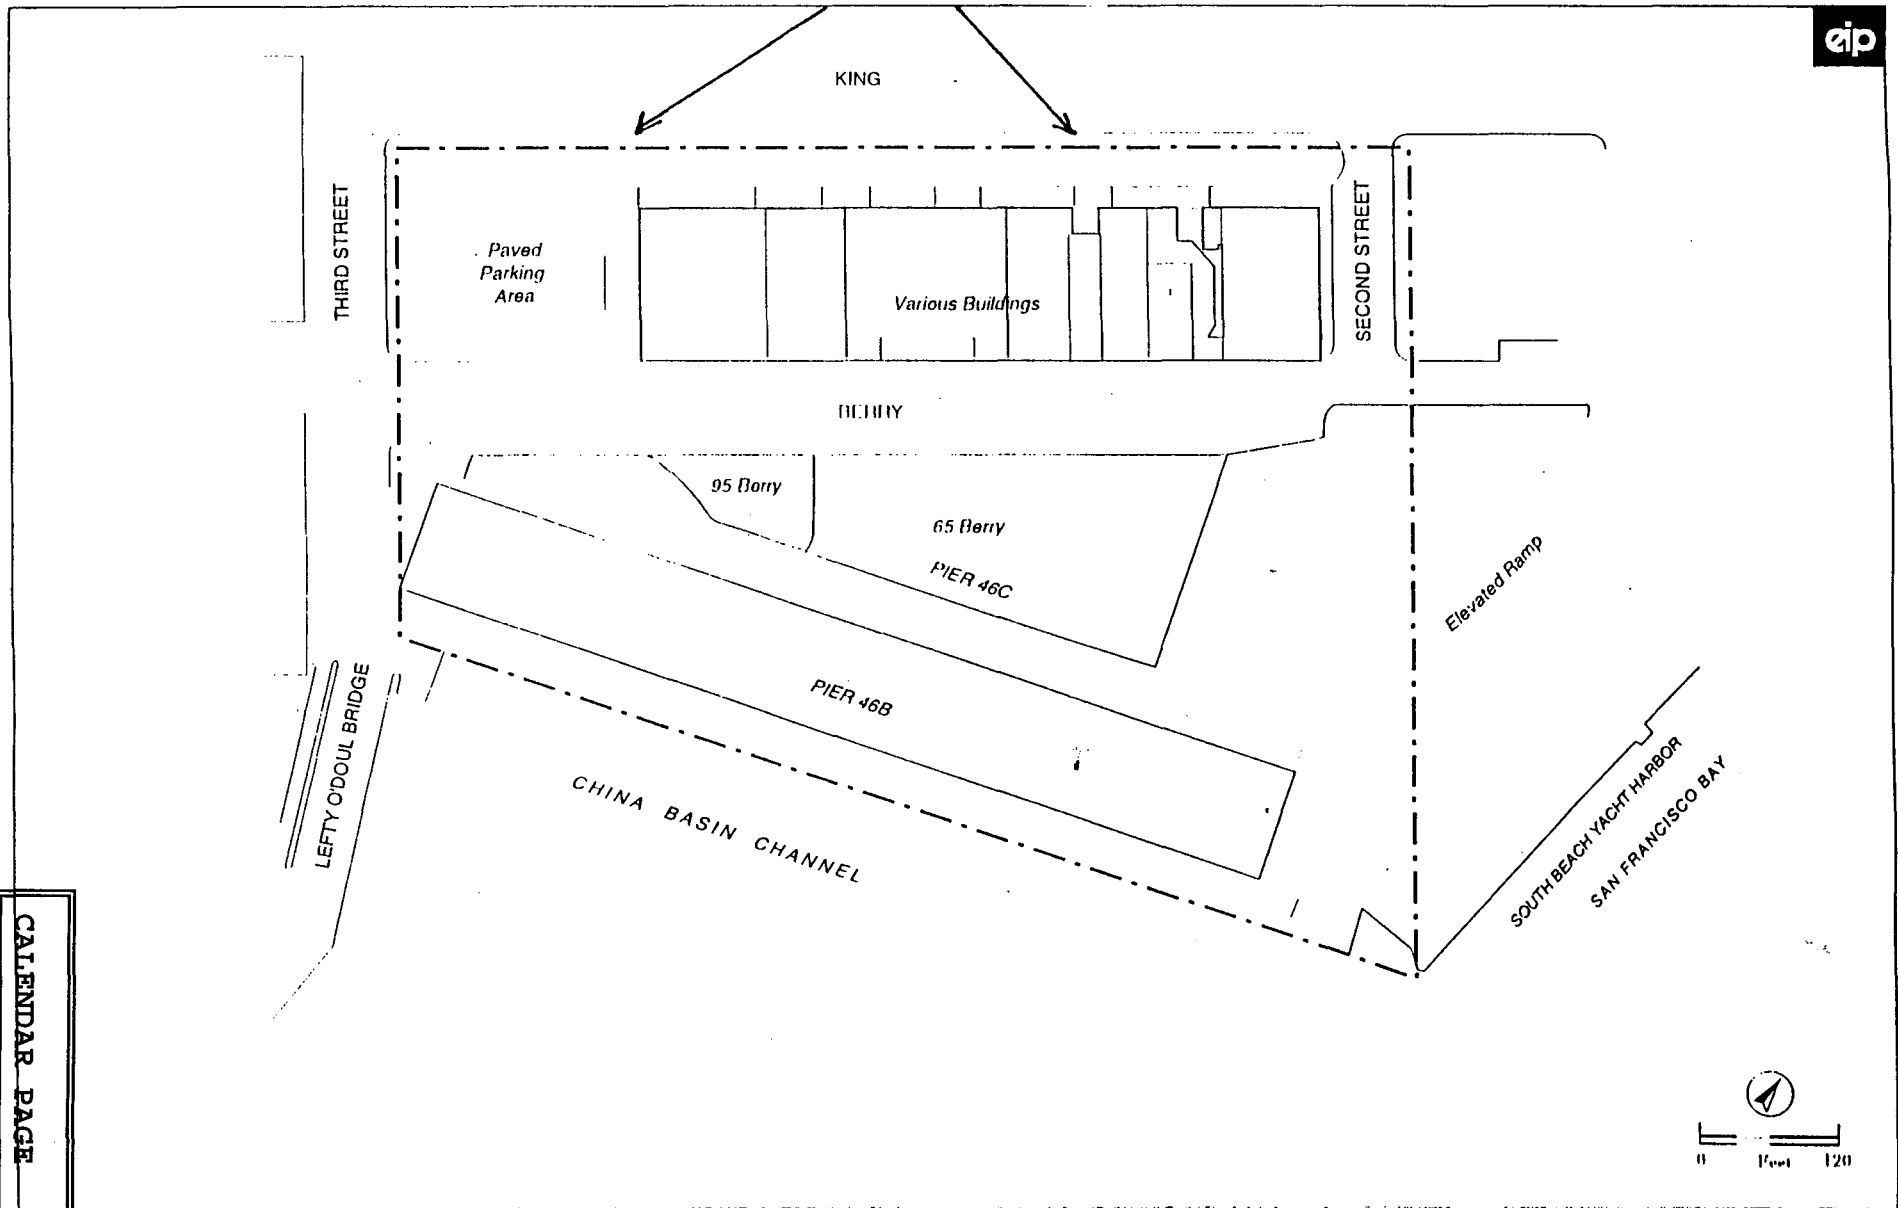 eip
KING
THIRD STREET
Paved
Parking
Area
Various Buildings
SECOND STREET
BERRY
95 Berry
65 Berry
PIER 46C
Elevated Ramp
PIER 46B
LEFTY O'DOUL BRIDGE
CHINA BASIN CHANNEL
SOUTH BEACH YACHT HARBOR
SAN FRANCISCO BAY
CALENDAR PAGE
0 Feet 120